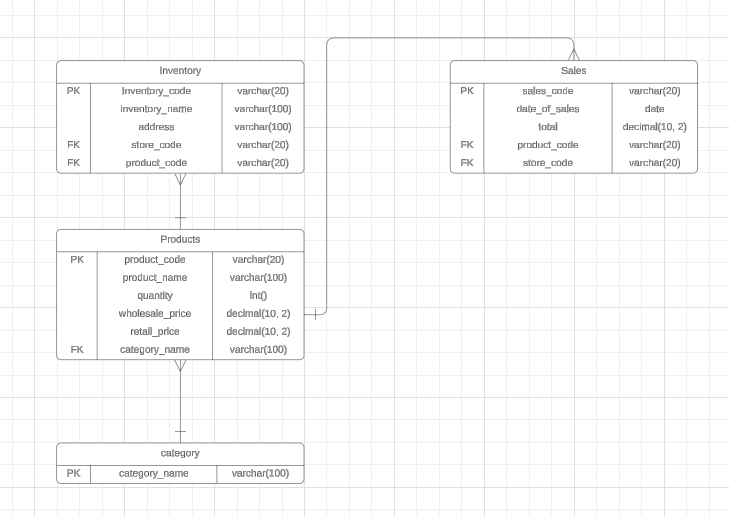 Inventory
PK inventory_code varchar(20)
inventory_name varchar(100)
address varchar(100)
FK store_code varchar(20)
FK product_code varchar(20)
Sales
PK sales_code varchar(20)
date_of_sales date
total decimal(10, 2)
FK product_code varchar(20)
FK store_code varchar(20)
Products
PK product_code varchar(20)
product_name varchar(100)
quantity int()
wholesale_price decimal(10, 2)
retail_price decimal(10, 2)
FK category_name varchar(100)
category
PK category_name varchar(100)